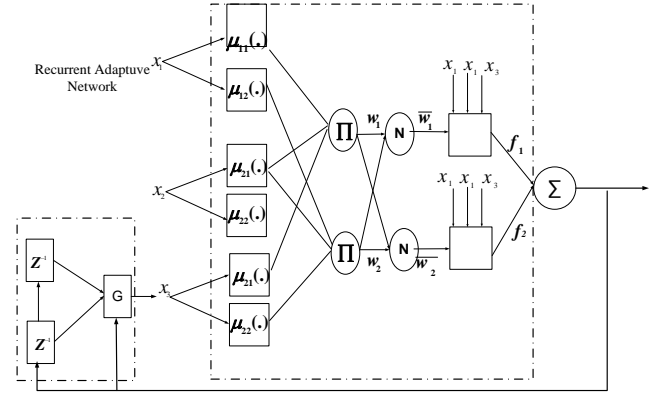 Recurrent Adaptuve
Network
x₁
μ₁₁(.)
μ₁₂(.)
x₂
μ₂₁(.)
μ₂₂(.)
x₃
μ₂₁(.)
μ₂₂(.)
Z⁻¹
Z⁻¹
G
Π
Π
w₁
w₂
N
N
w̅₁
w̅₂
x₁ x₁ x₃
x₁ x₁ x₃
f₁
f₂
Σ